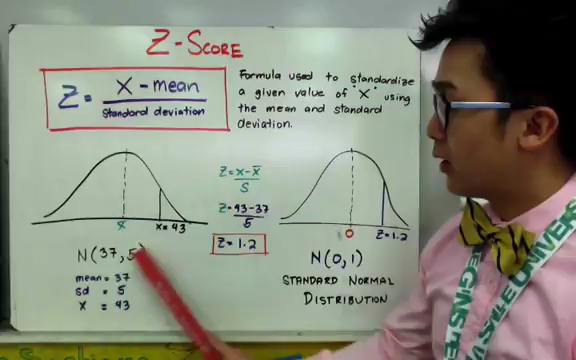 Z-SCORE
Z = X - mean
Standard deviation
Formula used to standardize
a given value of "X" using
the mean and standard
deviation.
Z = X - X̄
S
Z = 43-37
5
Z = 1.2
X̄
X = 43
N(37, 5)
mean = 37
sd = 5
X = 43
0
Z = 1.2
N(0, 1)
STANDARD NORMAL
DISTRIBUTION